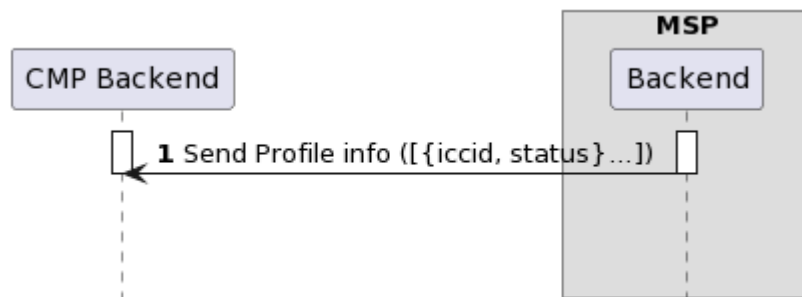 MSP
CMP Backend
Backend
1 Send Profile info ([{iccid, status}...])